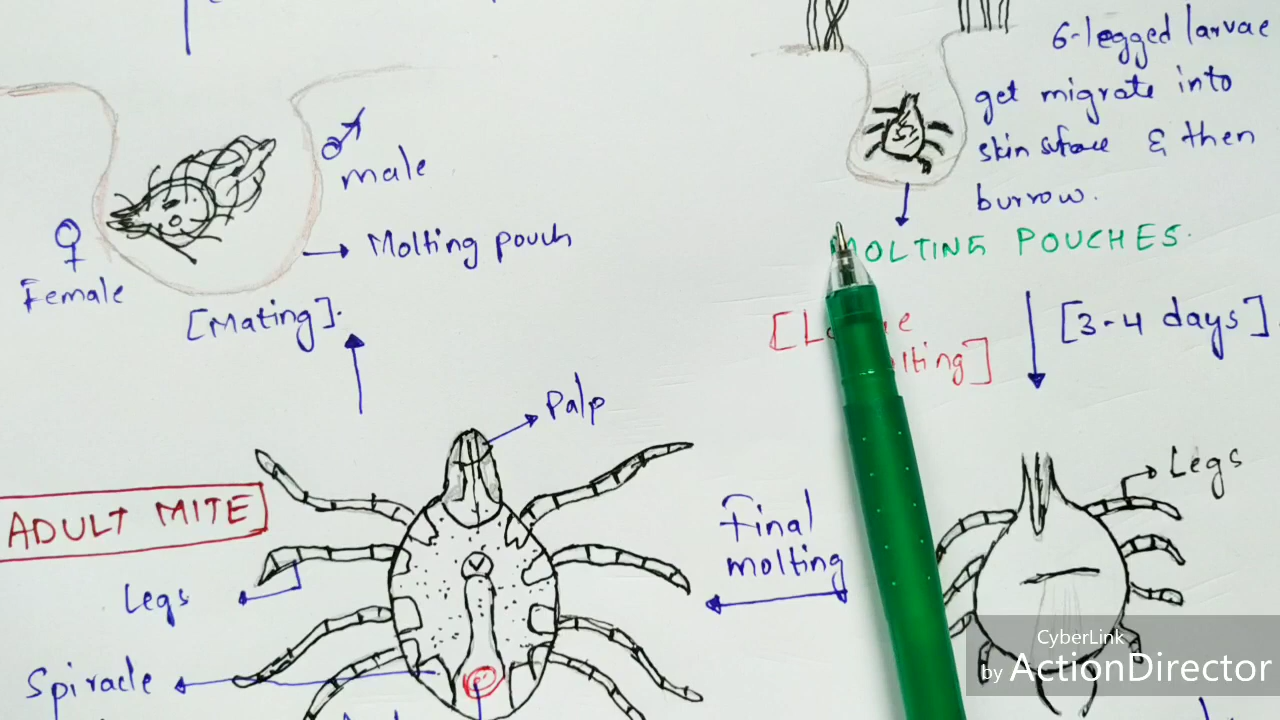 6-legged larvae
get migrate into
skin surface & then
burrow.
♂
male
Molting pouch
♀
Female
[Mating].
MOLTING POUCHES.
[3-4 days]
lting]
Palp
Legs
ADULT MITE
Final
molting
Legs
Spiracle
CyberLink
by ActionDirector